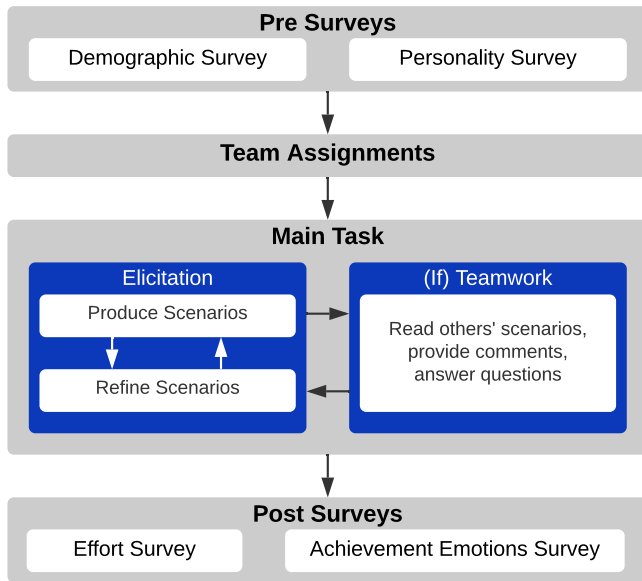 Pre Surveys
Demographic Survey
Personality Survey
Team Assignments
Main Task
Elicitation
Produce Scenarios
Refine Scenarios
(If) Teamwork
Read others' scenarios,
provide comments,
answer questions
Post Surveys
Effort Survey
Achievement Emotions Survey